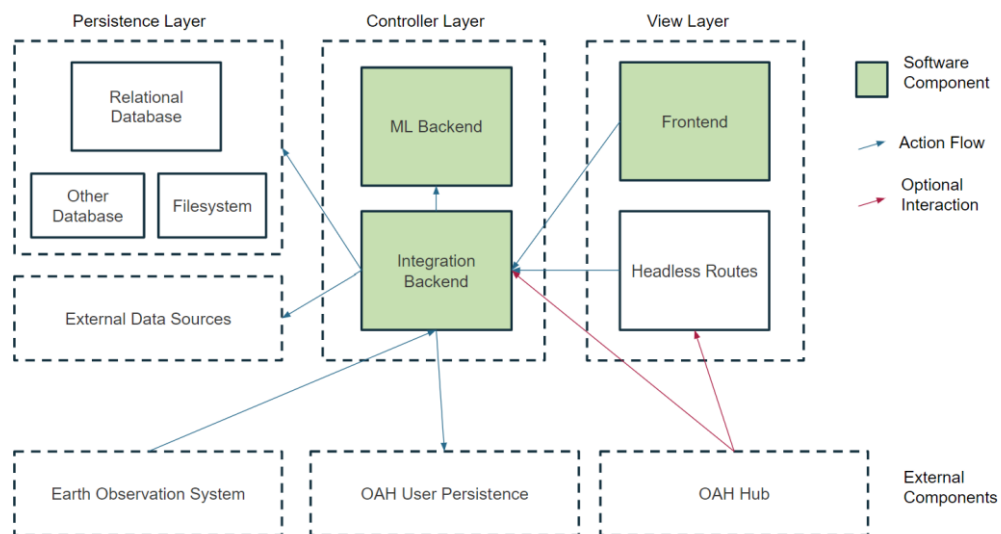 Persistence Layer
Controller Layer
View Layer
Relational
Database
Other
Database
Filesystem
External Data Sources
ML Backend
Integration
Backend
Frontend
Headless Routes
Software
Component
Action Flow
Optional
Interaction
Earth Observation System
OAH User Persistence
OAH Hub
External
Components